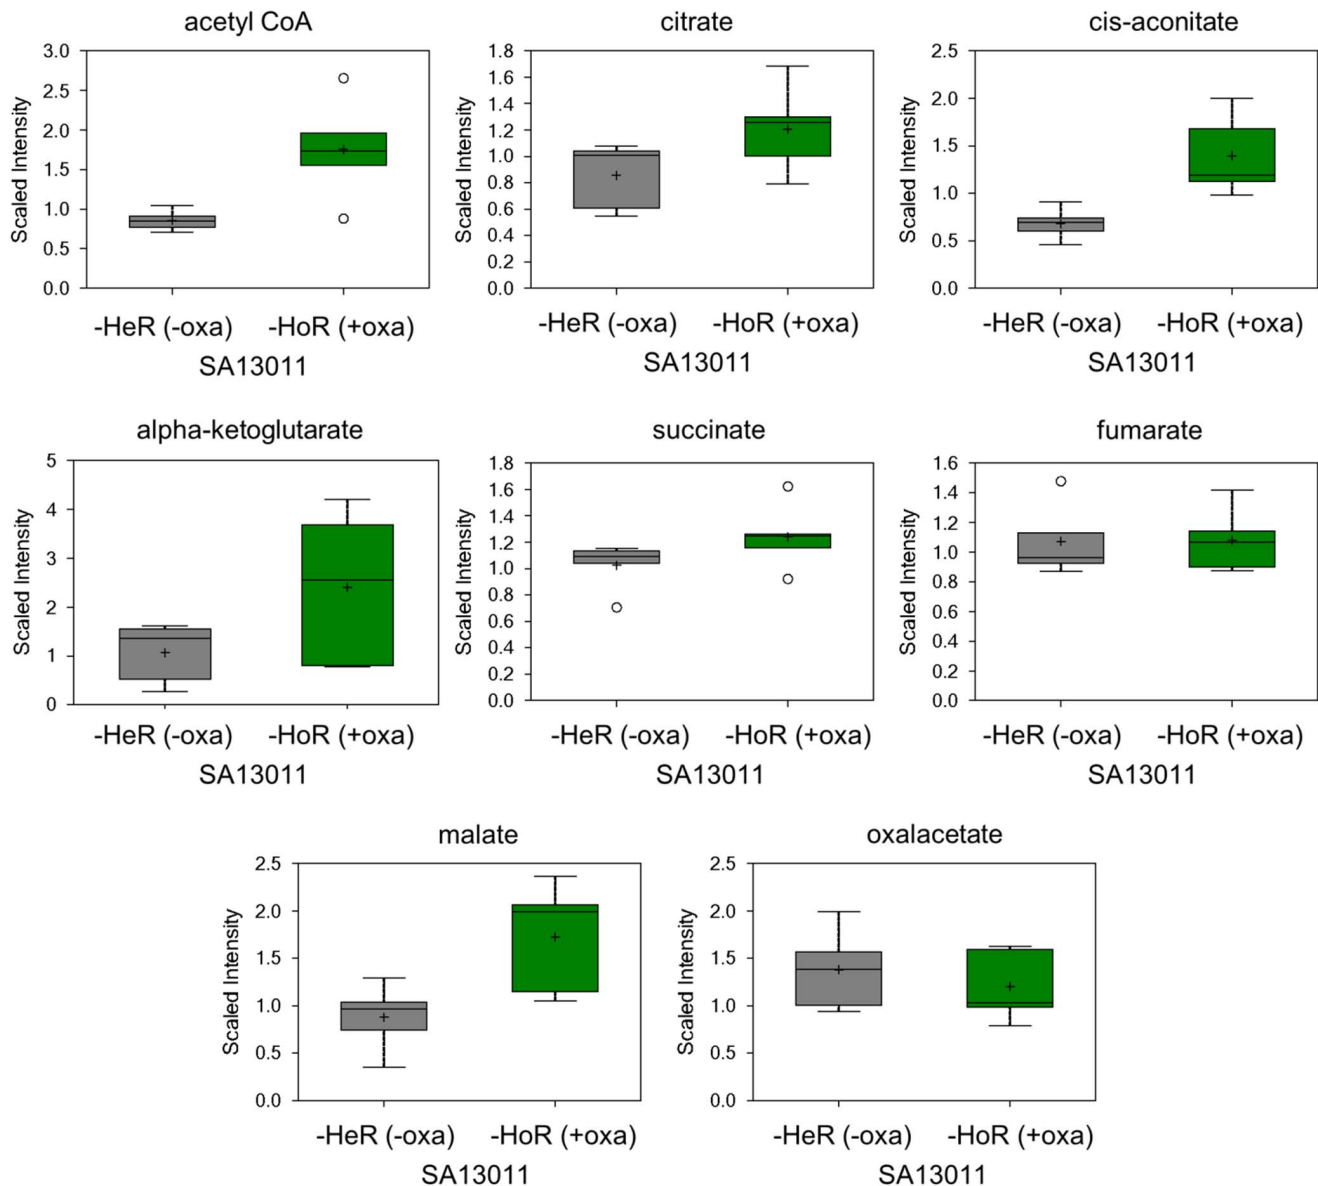 acetyl CoA
citrate
cis-aconitate
Scaled Intensity
3.0
2.5
2.0
1.5
1.0
0.5
0.0
Scaled Intensity
1.8
1.6
1.4
1.2
1.0
0.8
0.6
0.4
0.2
0.0
Scaled Intensity
2.5
2.0
1.5
1.0
0.5
0.0
-HeR (-oxa) -HoR (+oxa)
SA13011
-HeR (-oxa) -HoR (+oxa)
SA13011
-HeR (-oxa) -HoR (+oxa)
SA13011
alpha-ketoglutarate
succinate
fumarate
Scaled Intensity
5
4
3
2
1
0
Scaled Intensity
1.8
1.6
1.4
1.2
1.0
0.8
0.6
0.4
0.2
0.0
Scaled Intensity
1.6
1.4
1.2
1.0
0.8
0.6
0.4
0.2
0.0
-HeR (-oxa) -HoR (+oxa)
SA13011
-HeR (-oxa) -HoR (+oxa)
SA13011
-HeR (-oxa) -HoR (+oxa)
SA13011
malate
oxalacetate
Scaled Intensity
2.5
2.0
1.5
1.0
0.5
0.0
Scaled Intensity
2.5
2.0
1.5
1.0
0.5
0.0
-HeR (-oxa) -HoR (+oxa)
SA13011
-HeR (-oxa) -HoR (+oxa)
SA13011